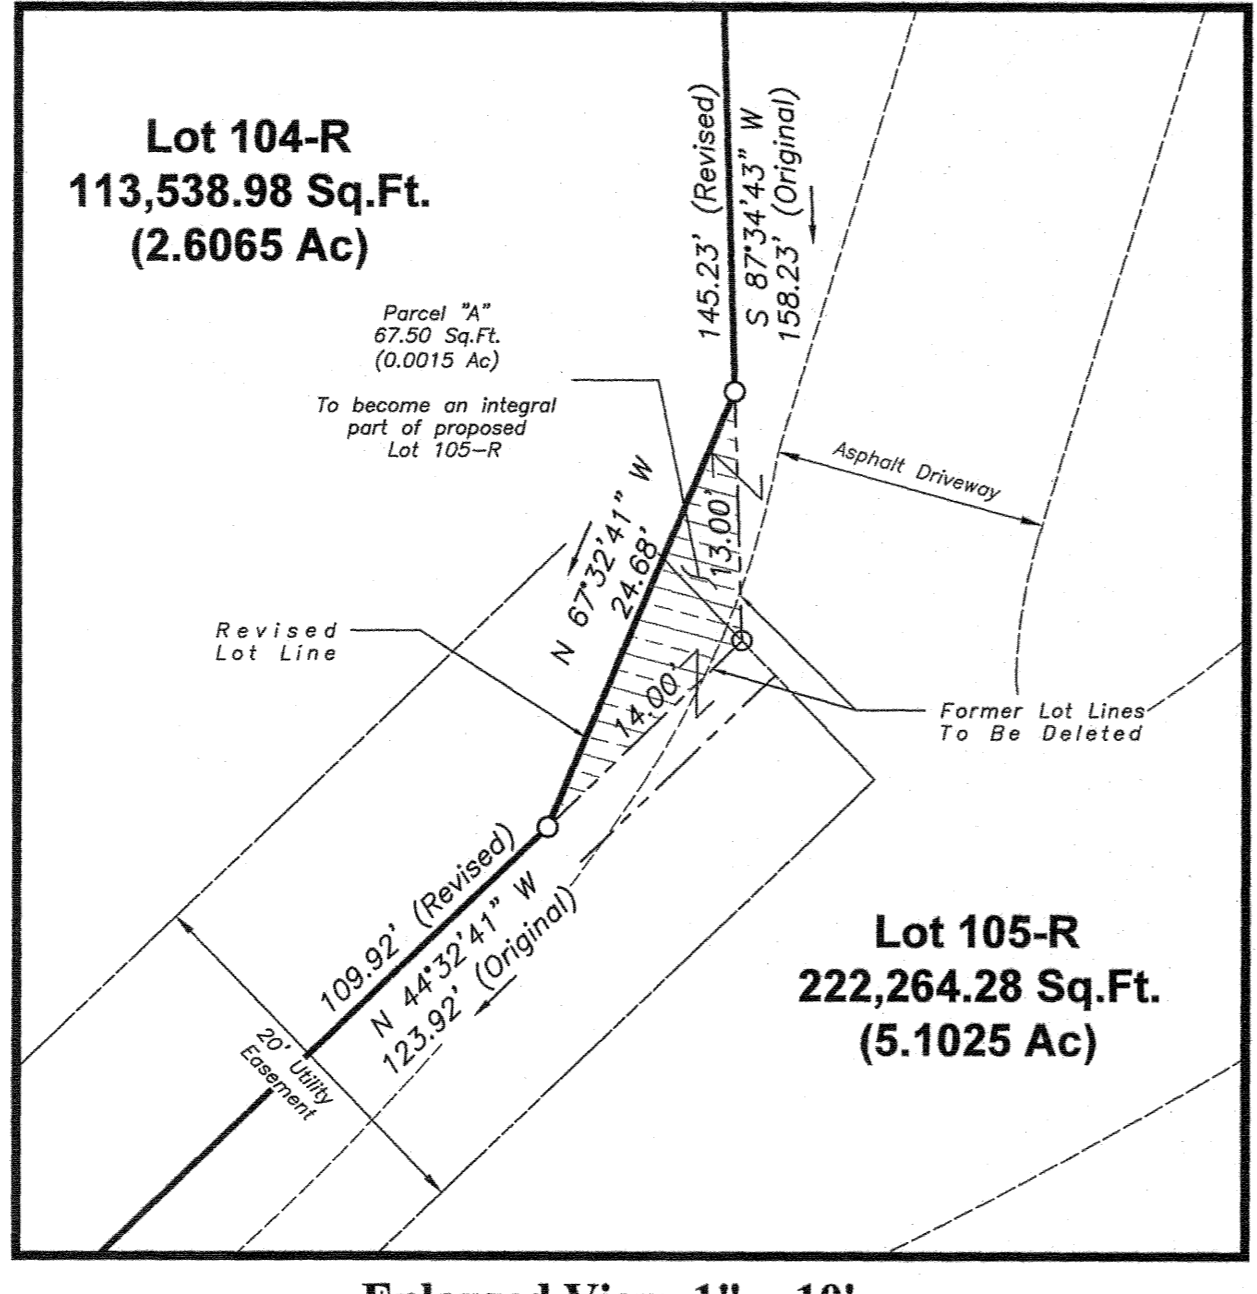 Lot 104-R
113,538.98 Sq.Ft.
(2.6065 Ac)
145.23' (Revised)
S 87°34'43" W
158.23' (Original)
Parcel "A"
67.50 Sq.Ft.
(0.0015 Ac)
To become an integral
part of proposed
Lot 105-R
Asphalt Driveway
N 67°32'41" W
24.68'
13.00'
14.00'
Revised
Lot Line
Former Lot Lines
To Be Deleted
109.92' (Revised)
N 44°32'41" W
123.92' (Original)
20' Utility
Easement
Lot 105-R
222,264.28 Sq.Ft.
(5.1025 Ac)